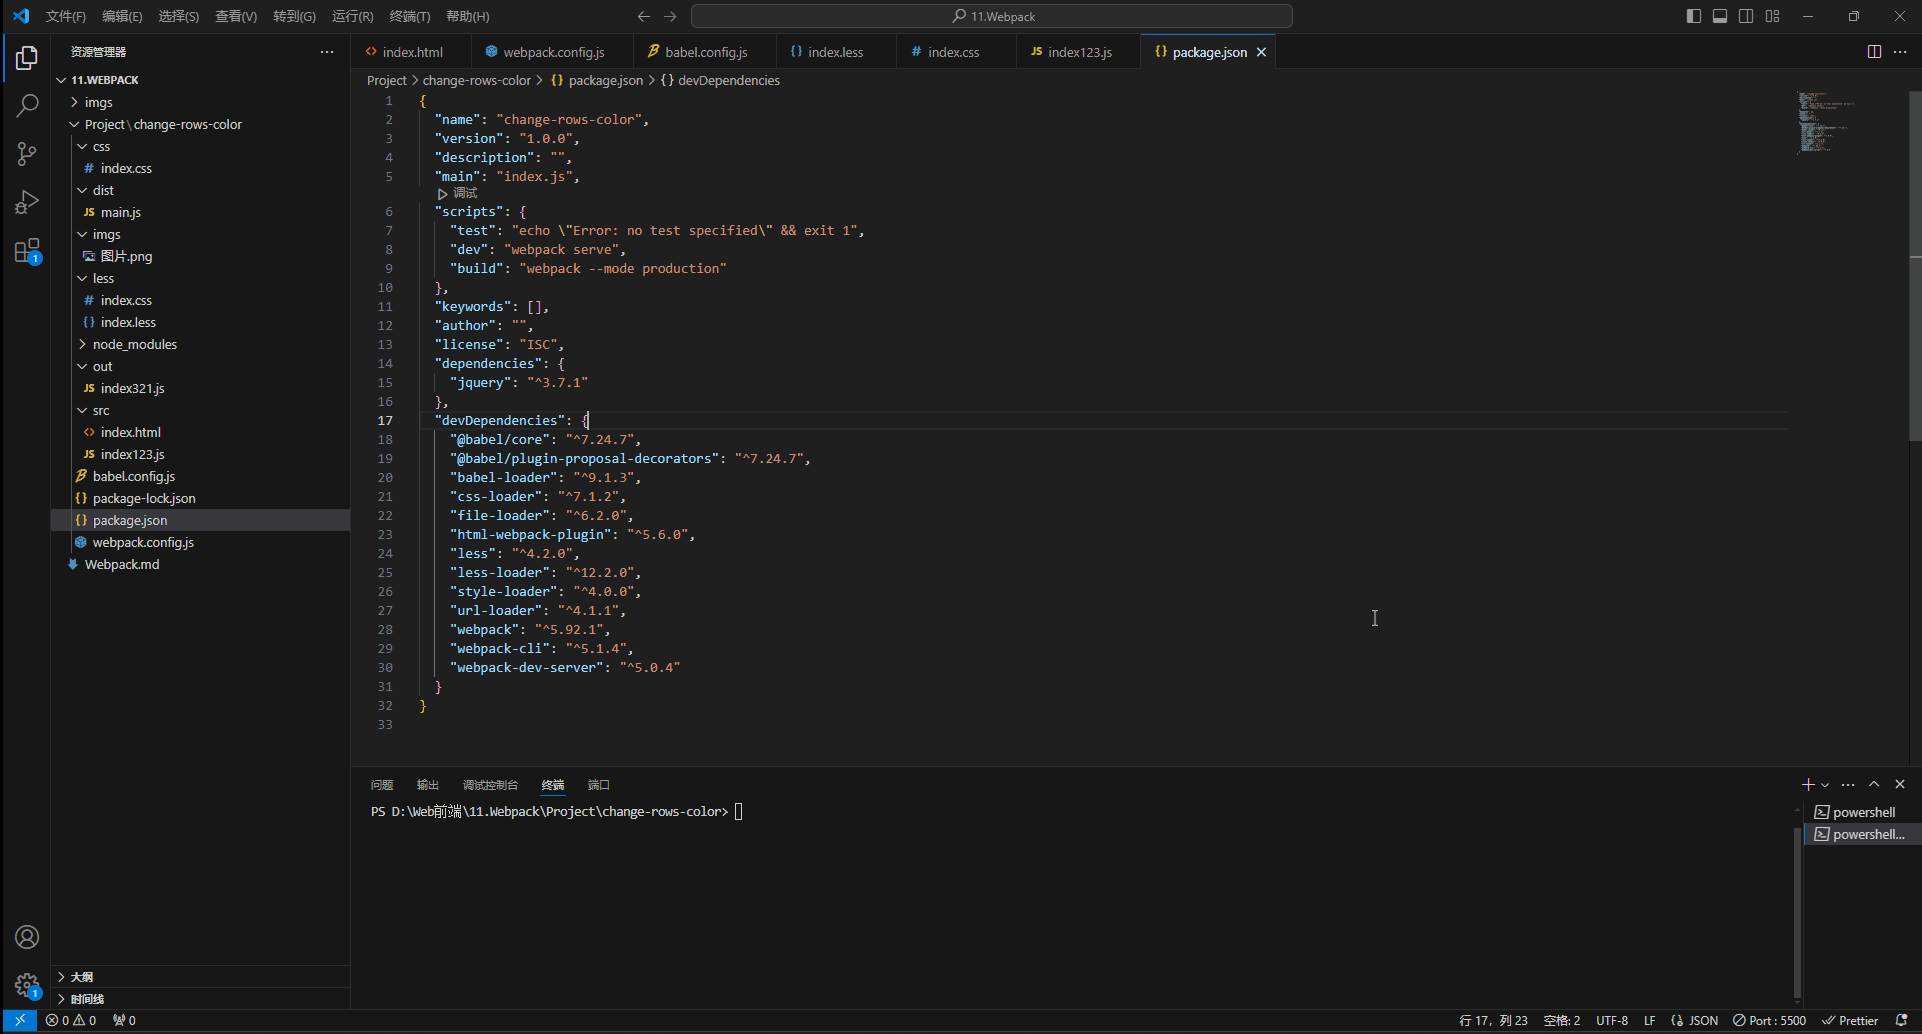 文件(F) 编辑(E) 选择(S) 查看(V) 转到(G) 运行(R) 终端(T) 帮助(H) 11.Webpack
资源管理器
11.WEBPACK
imgs
Project\change-rows-color
css
# index.css
dist
JS main.js
imgs
图片.png
less
# index.css
{} index.less
node_modules
out
JS index321.js
src
<> index.html
JS index123.js
babel.config.js
{} package-lock.json
{} package.json
webpack.config.js
Webpack.md
大纲
时间线
<> index.html webpack.config.js babel.config.js {} index.less # index.css JS index123.js {} package.json
Project > change-rows-color > {} package.json > {} devDependencies
1 {
2 "name": "change-rows-color",
3 "version": "1.0.0",
4 "description": "",
5 "main": "index.js",
调试
6 "scripts": {
7 "test": "echo \"Error: no test specified\" && exit 1",
8 "dev": "webpack serve",
9 "build": "webpack --mode production"
10 },
11 "keywords": [],
12 "author": "",
13 "license": "ISC",
14 "dependencies": {
15 "jquery": "^3.7.1"
16 },
17 "devDependencies": {
18 "@babel/core": "^7.24.7",
19 "@babel/plugin-proposal-decorators": "^7.24.7",
20 "babel-loader": "^9.1.3",
21 "css-loader": "^7.1.2",
22 "file-loader": "^6.2.0",
23 "html-webpack-plugin": "^5.6.0",
24 "less": "^4.2.0",
25 "less-loader": "^12.2.0",
26 "style-loader": "^4.0.0",
27 "url-loader": "^4.1.1",
28 "webpack": "^5.92.1",
29 "webpack-cli": "^5.1.4",
30 "webpack-dev-server": "^5.0.4"
31 }
32 }
33
问题 输出 调试控制台 终端 端口
PS D:\Web前端\11.Webpack\Project\change-rows-color>
powershell
powershell...
1
1
0 0 0
行 17，列 23 空格: 2 UTF-8 LF {} JSON Port : 5500 Prettier